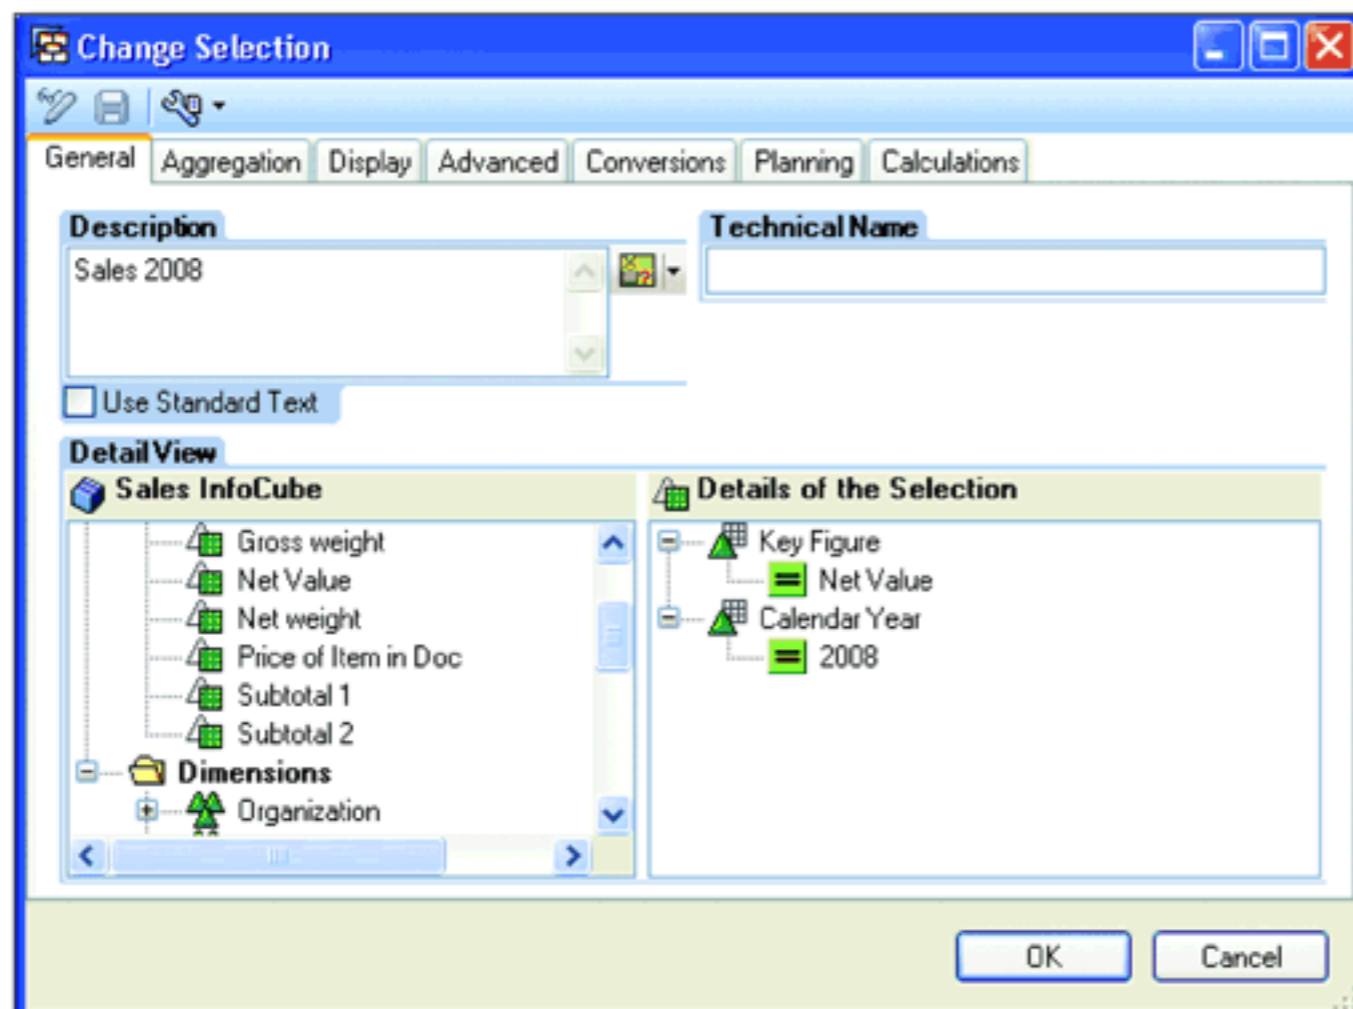 Change Selection
General Aggregation Display Advanced Conversions Planning Calculations
Description
Technical Name
Sales 2008
Use Standard Text
Detail View
Sales InfoCube
Gross weight
Net Value
Net weight
Price of Item in Doc
Subtotal 1
Subtotal 2
Dimensions
Organization
Details of the Selection
Key Figure
Net Value
Calendar Year
2008
OK Cancel